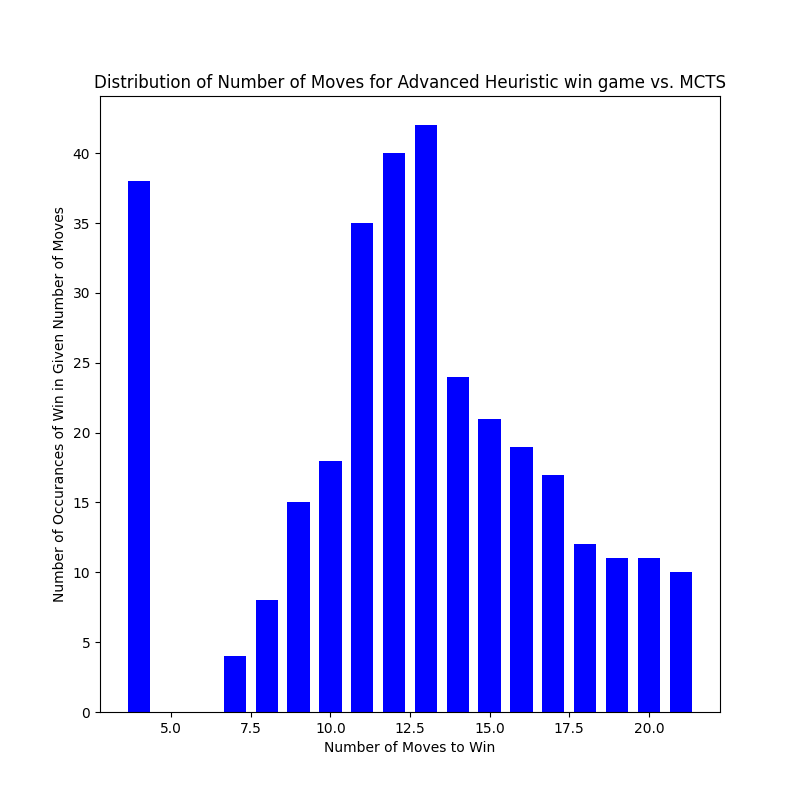 Distribution of Number of Moves for Advanced Heuristic win game vs. MCTS
Number of Occurances of Win in Given Number of Moves
40
35
30
25
20
15
10
5
0
5.0 7.5 10.0 12.5 15.0 17.5 20.0
Number of Moves to Win